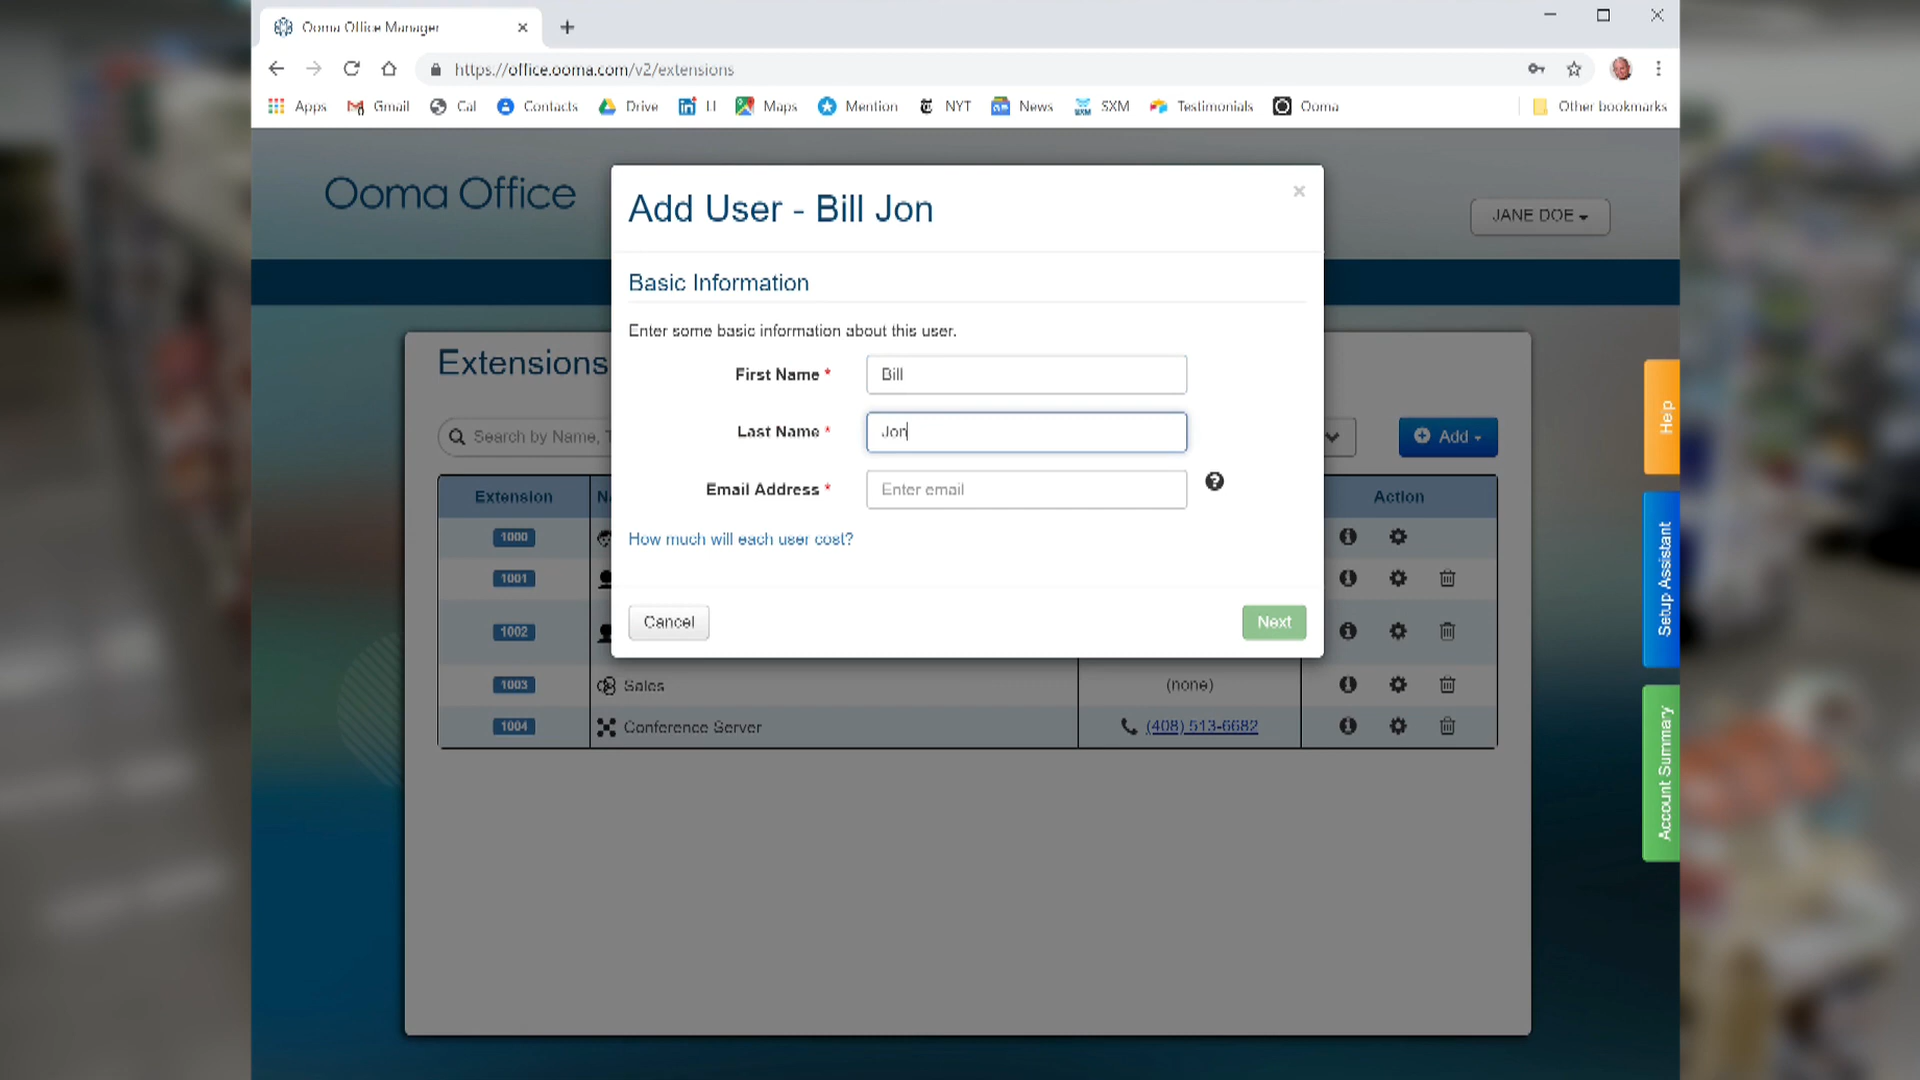 Ooma Office Manager
https://office.ooma.com/v2/extensions
Apps Gmail Cal Contacts Drive LI Maps Mention NYT News SXM Testimonials Ooma Other bookmarks
Ooma Office
JANE DOE
Add User - Bill Jon
Basic Information
Enter some basic information about this user.
First Name * Bill
Last Name * Jon
Email Address * Enter email
How much will each user cost?
Cancel
Next
Extensions
Search by Name,
Add
Extension
Action
1000
1001
1002
1003 Sales (none)
1004 Conference Server (408) 513-6682
Help
Setup Assistant
Account Summary